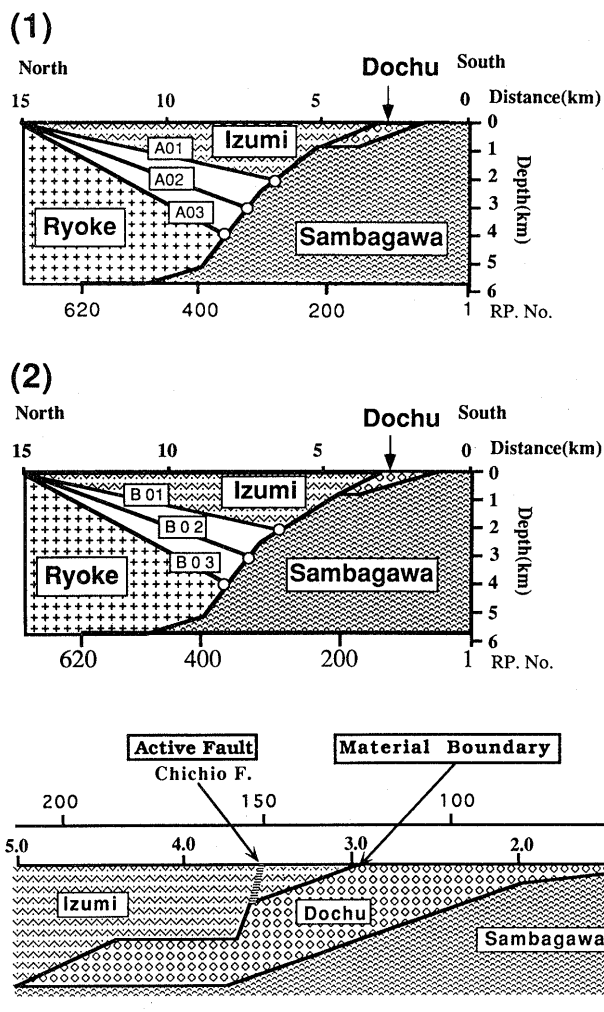 (1)
North
Dochu
South
15
10
5
0
Distance(km)
A01
Izumi
A02
A03
Ryoke
Sambagawa
0
1
2
3
4
5
6
Depth(km)
620
400
200
1
RP. No.
(2)
North
Dochu
South
15
10
5
0
Distance(km)
B 01
Izumi
B 0 2
B 0 3
Ryoke
Sambagawa
0
1
2
3
4
5
6
Depth(km)
620
400
200
1
RP. No.
Active Fault
Chichio F.
Material Boundary
200
150
100
5.0
4.0
3.0
2.0
Izumi
Dochu
Sambagawa